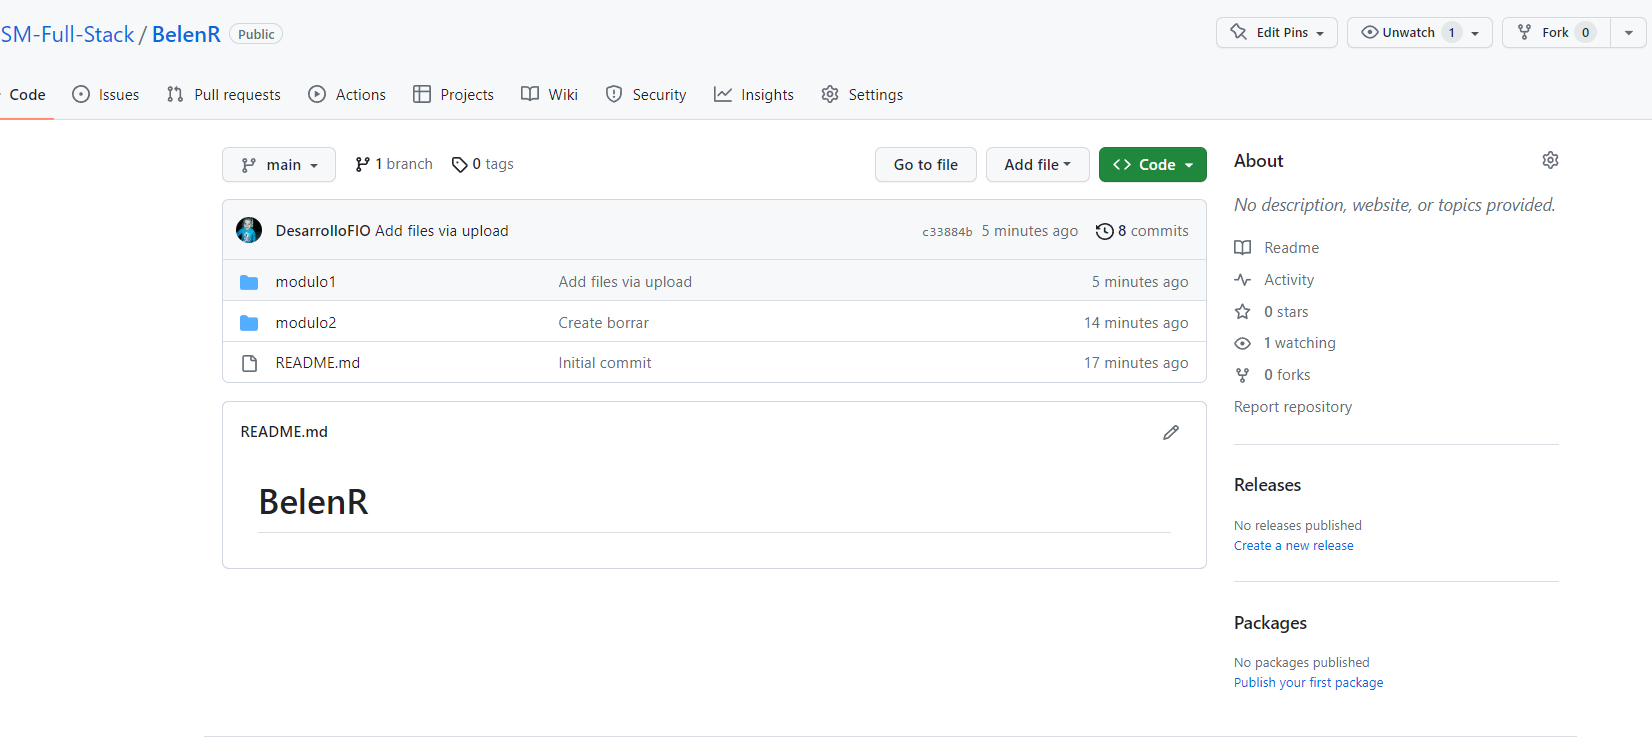 SM-Full-Stack / BelenR Public
Edit Pins Unwatch 1 Fork 0
Code Issues Pull requests Actions Projects Wiki Security Insights Settings
main 1 branch 0 tags Go to file Add file <> Code
DesarrolloFIO Add files via upload c33884b 5 minutes ago 8 commits
modulo1 Add files via upload 5 minutes ago
modulo2 Create borrar 14 minutes ago
README.md Initial commit 17 minutes ago
README.md
BelenR
About
No description, website, or topics provided.
Readme
Activity
0 stars
1 watching
0 forks
Report repository
Releases
No releases published
Create a new release
Packages
No packages published
Publish your first package